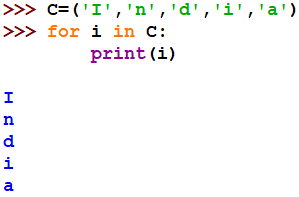 >>> C=('I','n','d','i','a')
>>> for i in C:
        print(i)

I
n
d
i
a